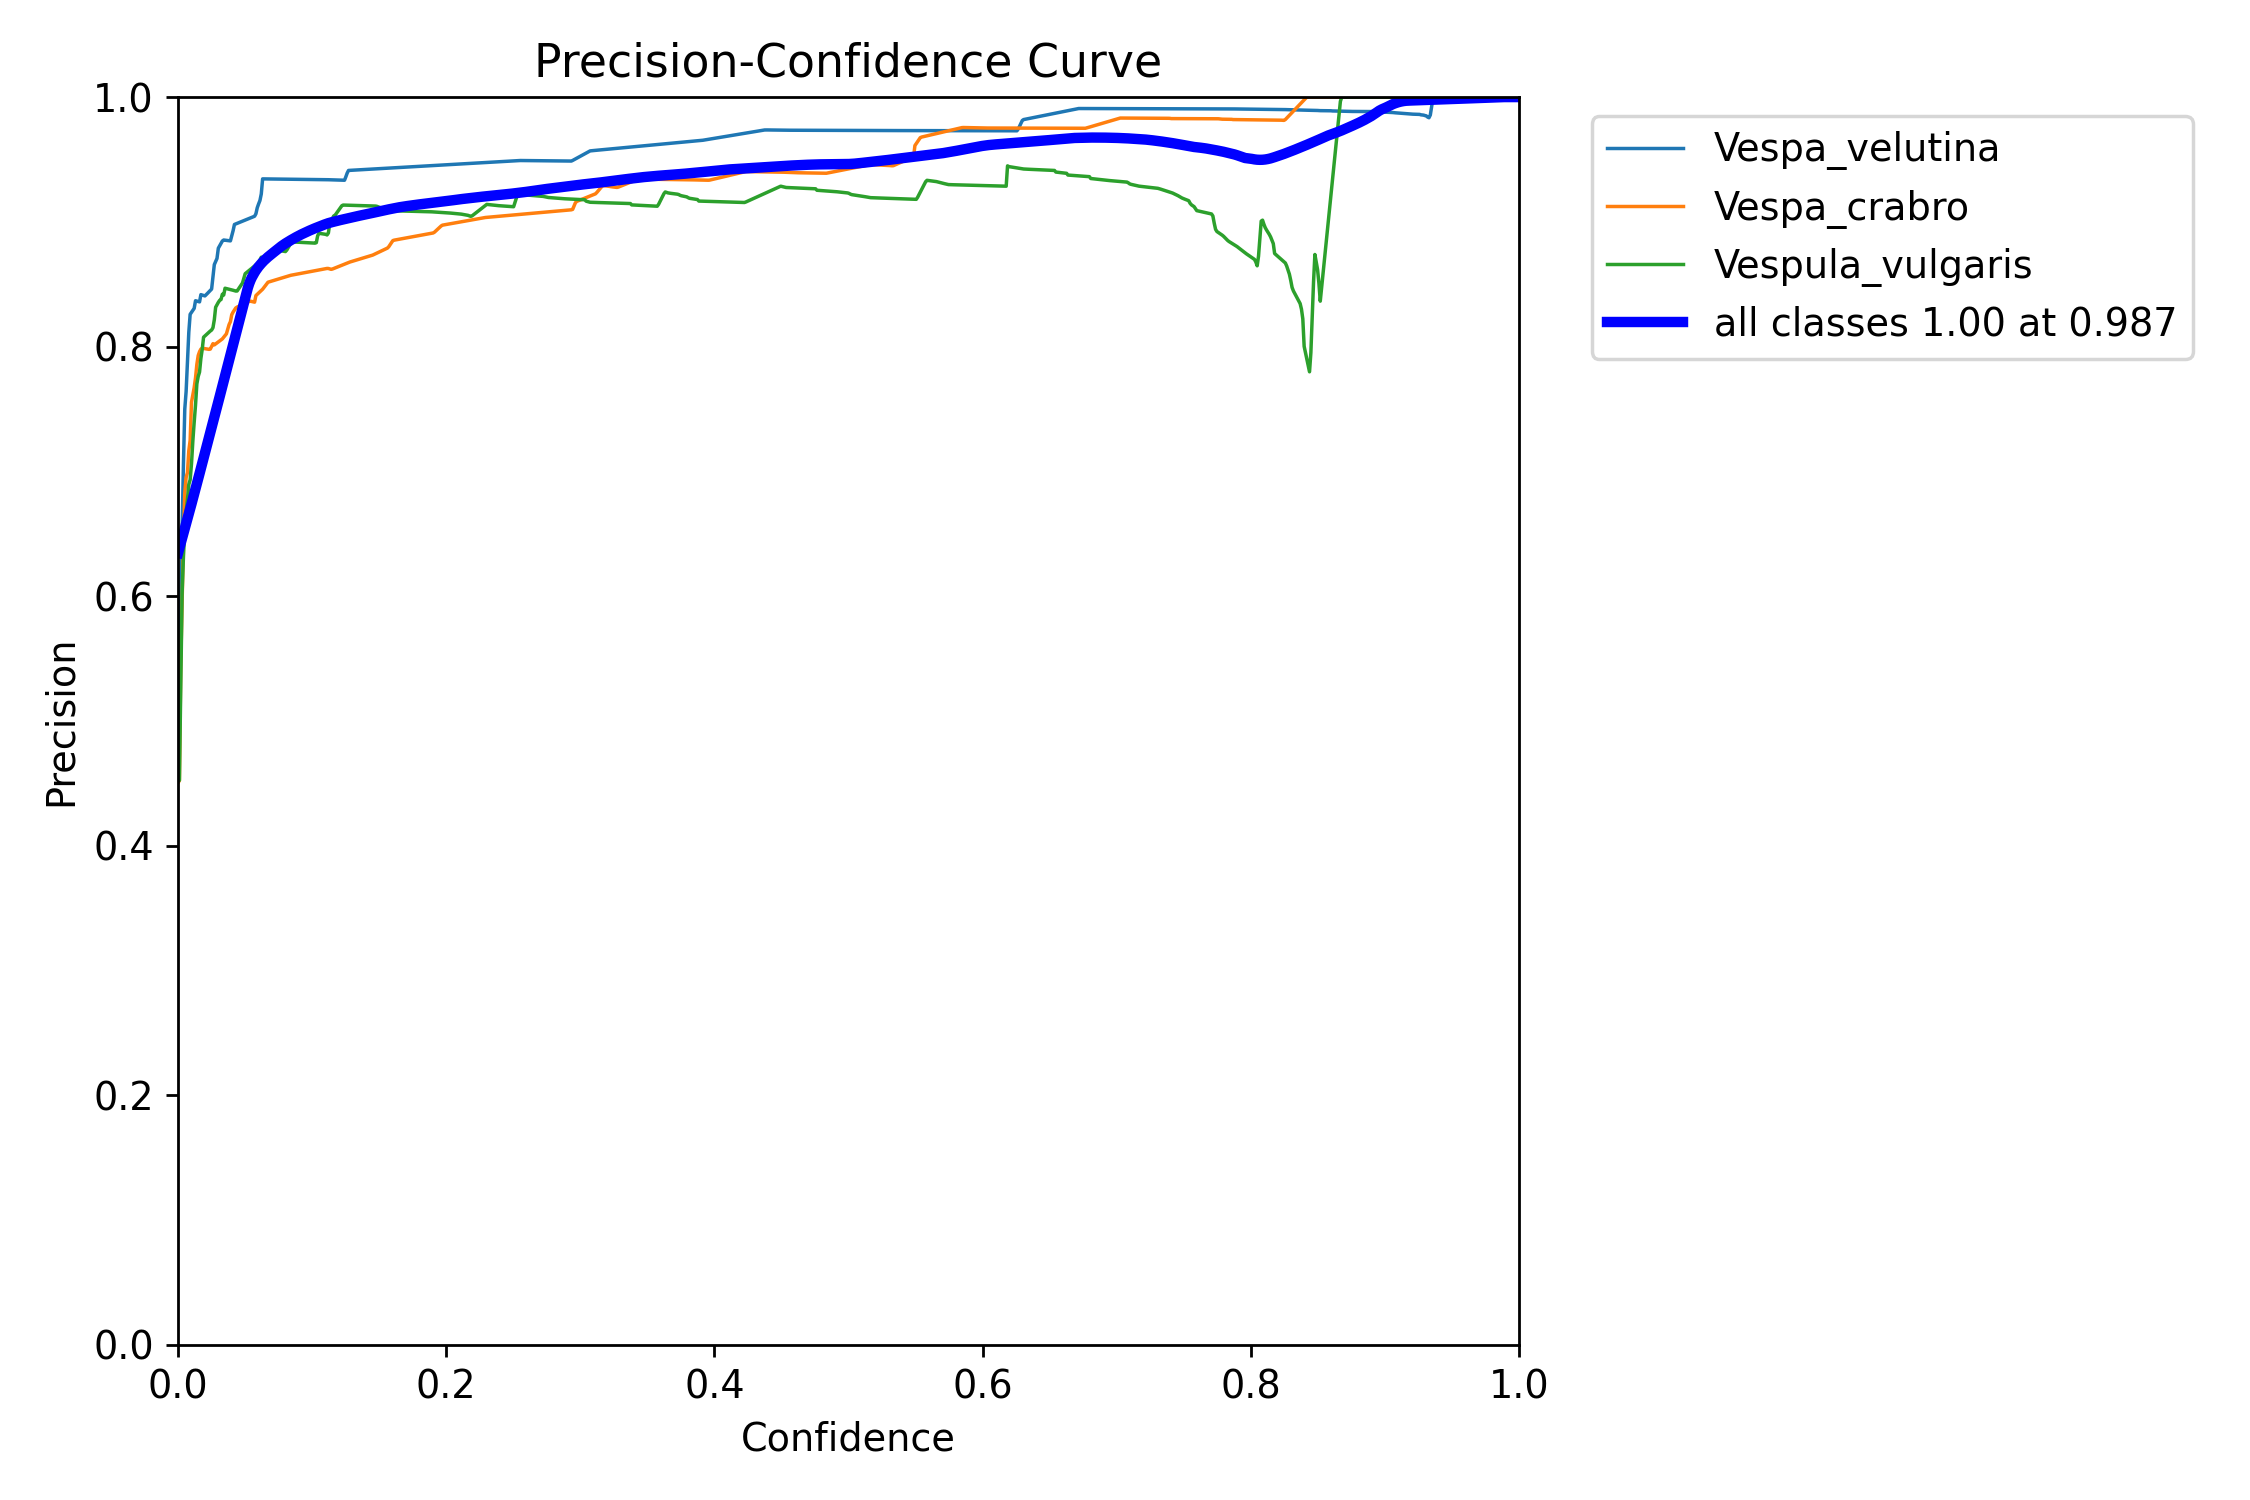 Precision-Confidence Curve
1.0
0.8
0.6
0.4
0.2
0.0
Precision
0.0 0.2 0.4 0.6 0.8 1.0
Confidence
Vespa_velutina
Vespa_crabro
Vespula_vulgaris
all classes 1.00 at 0.987